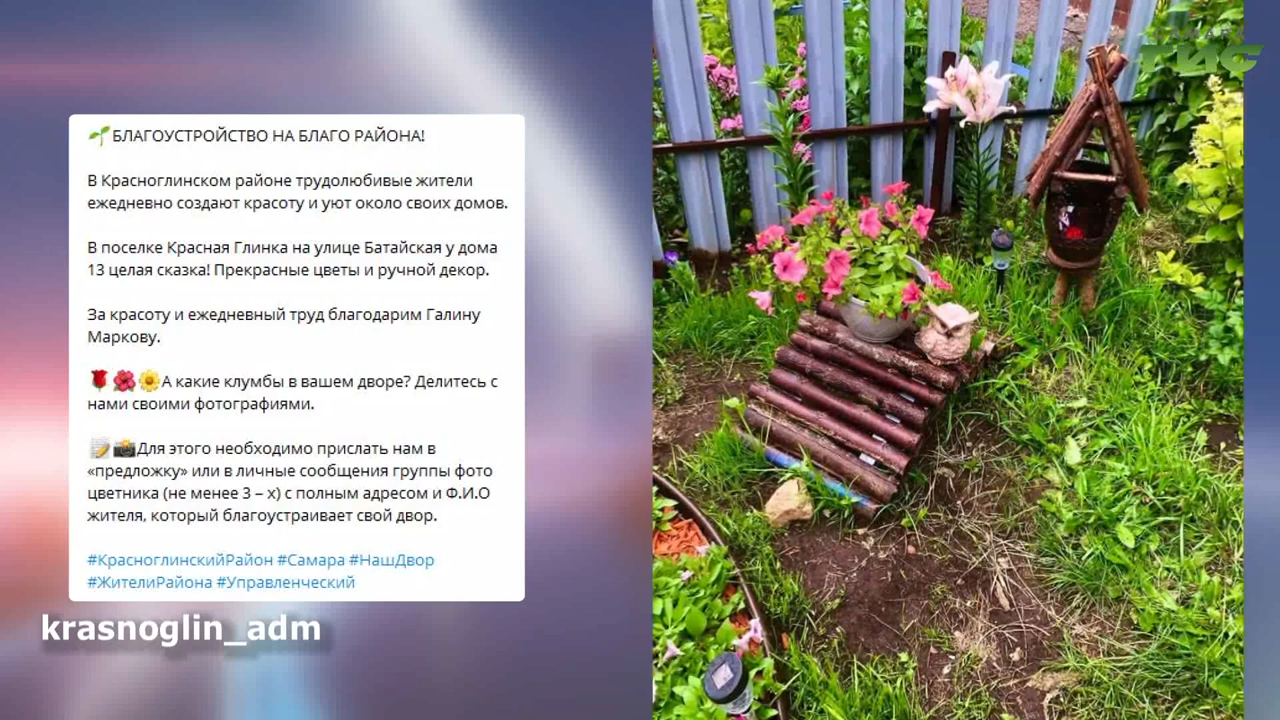 САМАРА
ГИС
БЛАГОУСТРОЙСТВО НА БЛАГО РАЙОНА!
В Красноглинском районе трудолюбивые жители
ежедневно создают красоту и уют около своих домов.
В поселке Красная Глинка на улице Батайская у дома
13 целая сказка! Прекрасные цветы и ручной декор.
За красоту и ежедневный труд благодарим Галину
Маркову.
А какие клумбы в вашем дворе? Делитесь с
нами своими фотографиями.
Для этого необходимо прислать нам в
«предложку» или в личные сообщения группы фото
цветника (не менее 3 – х) с полным адресом и Ф.И.О
жителя, который благоустраивает свой двор.
#КрасноглинскийРайон #Самара #НашДвор
#ЖителиРайона #Управленческий
krasnoglin_adm